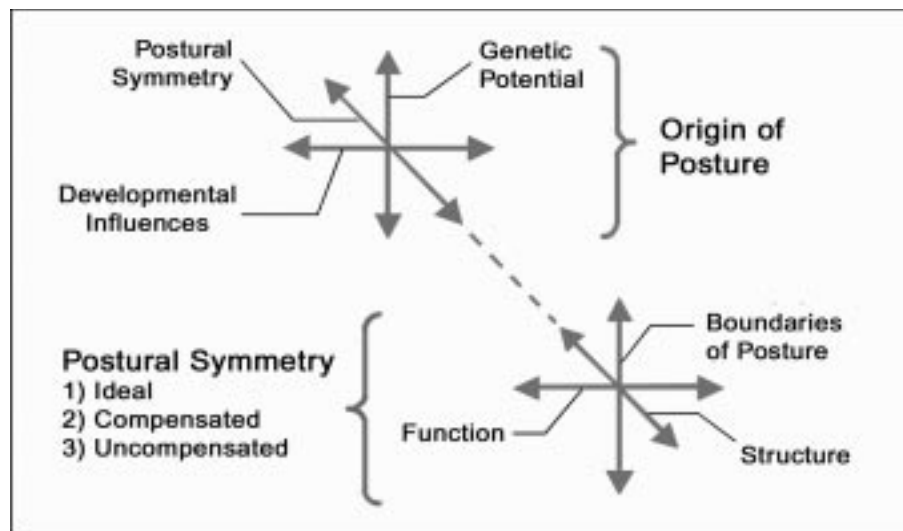 Postural
Symmetry
Genetic
Potential
Origin of
Posture
Developmental
Influences
Postural Symmetry
1) Ideal
2) Compensated
3) Uncompensated
Boundaries
of Posture
Function
Structure